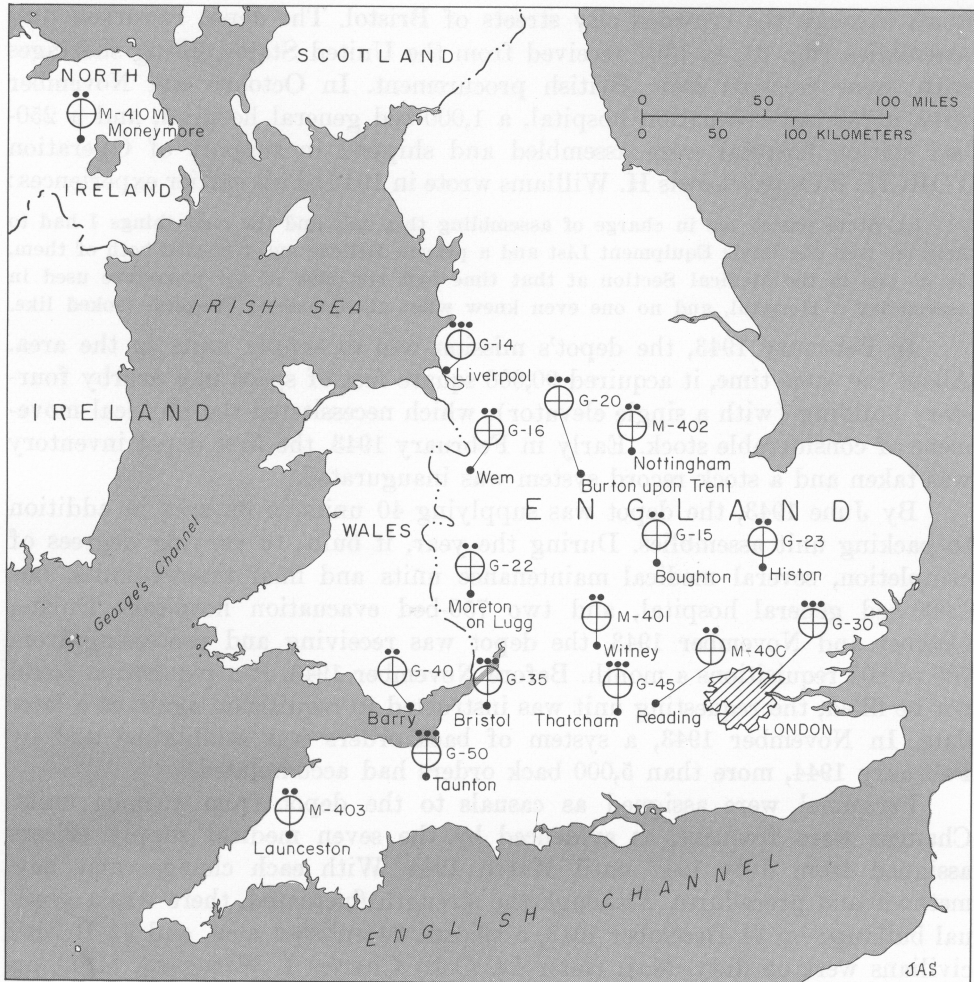 SCOTLAND
NORTH
M-410M
Moneymore
IRELAND
0 50 100 MILES
0 50 100 KILOMETERS
IRISH SEA
G-14
Liverpool
G-20
IRELAND
G-16
M-402
Wem
Nottingham
Burton upon Trent
ENGLAND
WALES
G-15
G-23
Boughton
Histon
G-22
St. George's Channel
Moreton
on Lugg
M-401
G-30
Witney
M-400
G-40
G-35
G-45
Barry
Bristol
Thatcham
Reading
LONDON
G-50
Taunton
M-403
Launceston
ENGLISH CHANNEL
JAS